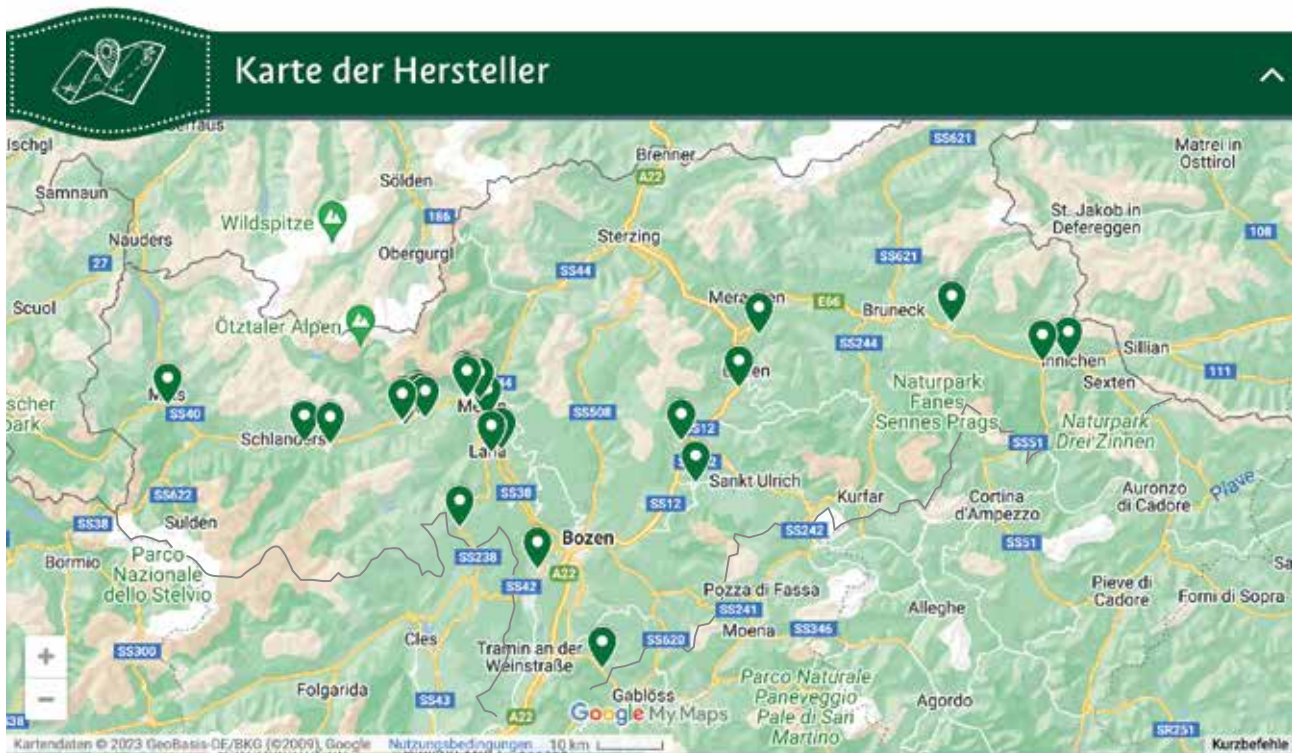 Karte der Hersteller
Ischgl
Samnaun
Sölden
Brenner
A22
SS621
Matrei in
Osttirol
Wildspitze
186
St. Jakob in
Defereggen
Nauders
27
Obergurgl
Sterzing
SS44
SS621
108
Scuol
Ötztaler Alpen
E66
Bruneck
SS244
Innichen
Sillian
Sexten
111
SS40
SS508
Naturpark
Fanes
Sennes Prags
Naturpark
Drei Zinnen
Schlanders
Lana
SS12
SS51
SS622
SS38
Sankt Ulrich
Kurfar
Cortina
d'Ampezzo
Auronzo
di Cadore
Piave
SS38
Sulden
SS12
SS242
Bormio
Parco
Nazionale
dello Stelvio
SS238
Bozen
SS51
SS42
A22
Pozza di Fassa
Alleghe
Pieve di
Cadore
Forni di Sopra
SS241
Cles
Tramin an der
Weinstraße
SS620
Moena
SS346
SS300
Folgarida
SS43
Gablöss
Parco Naturale
Paneveggio
Pale di San
Martino
Agordo
A22
Google My Maps
SR251
Kartendaten © 2023 GeoBasis-DE/BKG (©2009), Google
Nutzungsbedingungen
10 km
Kurzbefehle